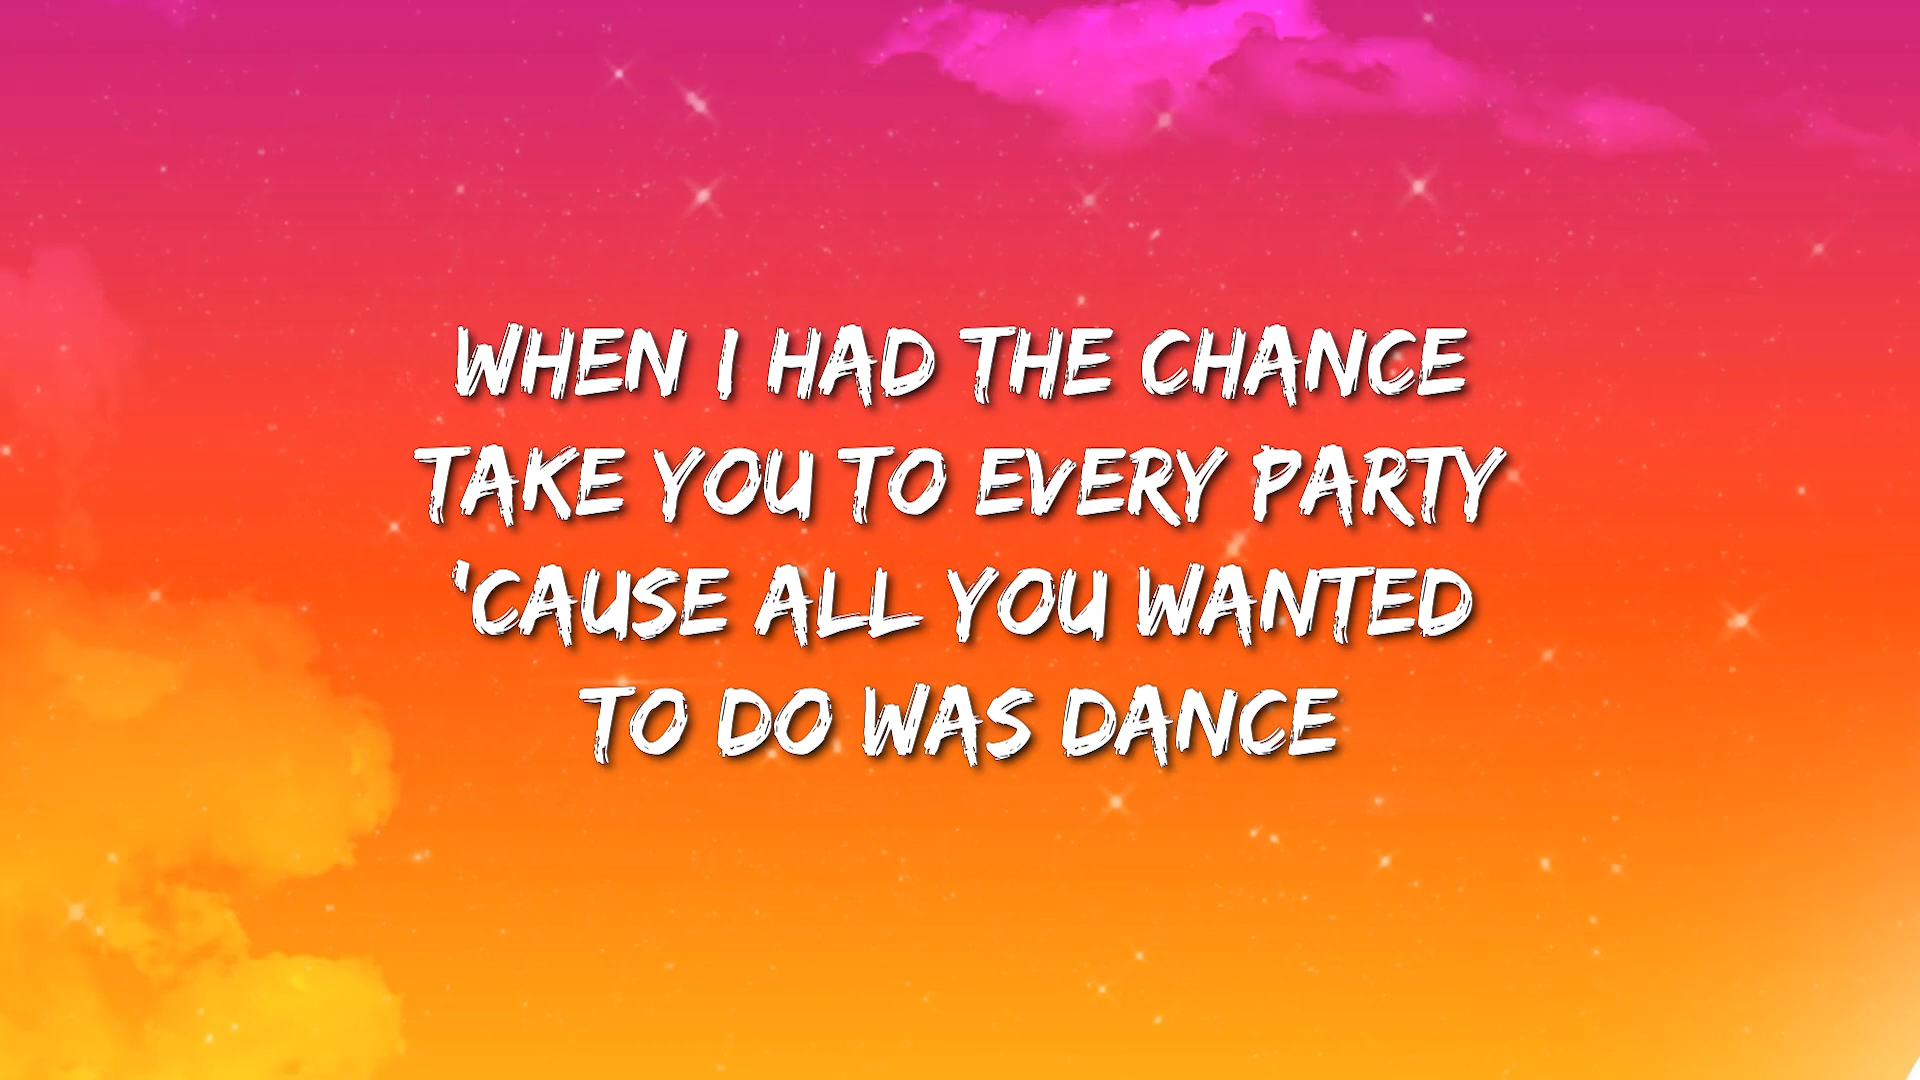 WHEN I HAD THE CHANCE
TAKE YOU TO EVERY PARTY
'CAUSE ALL YOU WANTED
TO DO WAS DANCE